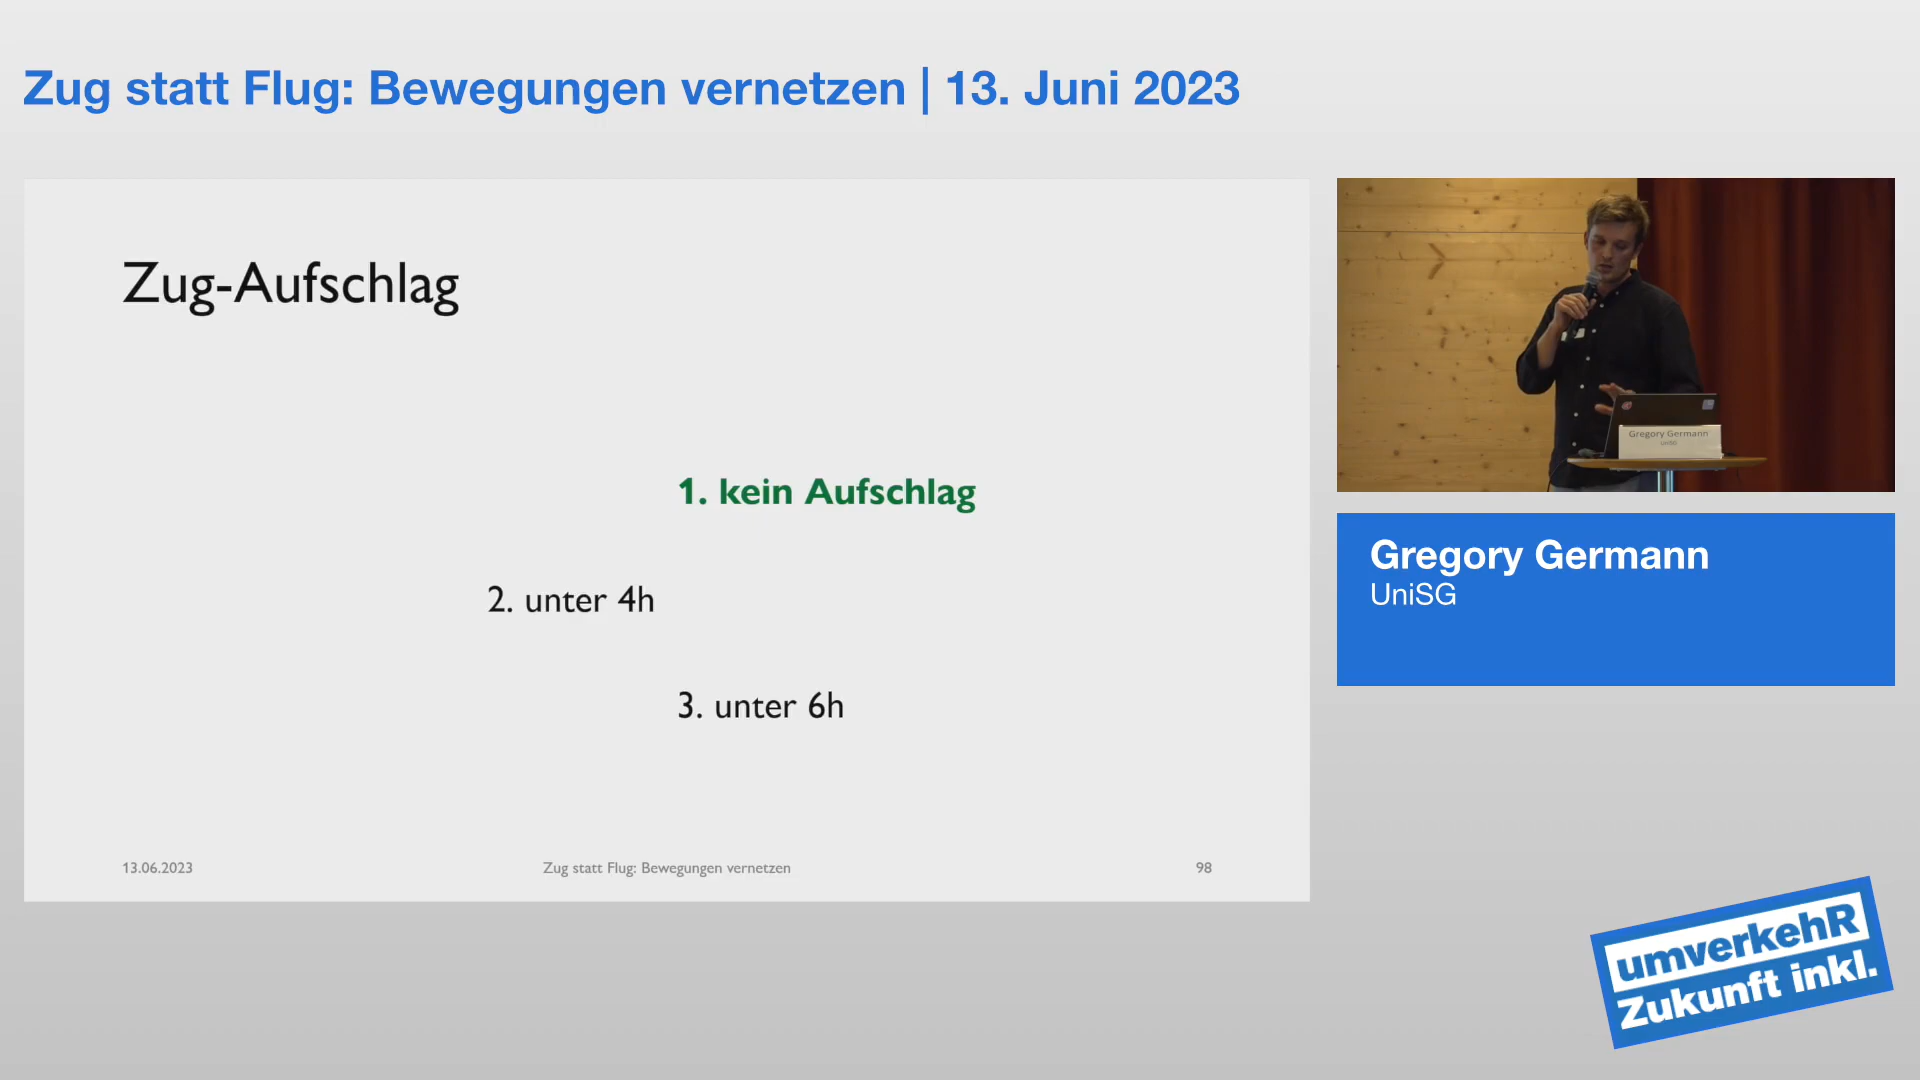 Zug statt Flug: Bewegungen vernetzen | 13. Juni 2023
Zug-Aufschlag
1. kein Aufschlag
2. unter 4h
3. unter 6h
13.06.2023
Zug statt Flug: Bewegungen vernetzen
98
Gregory Germann
UniSG
Gregory Germann
UniSG
umverkehR
Zukunft inkl.